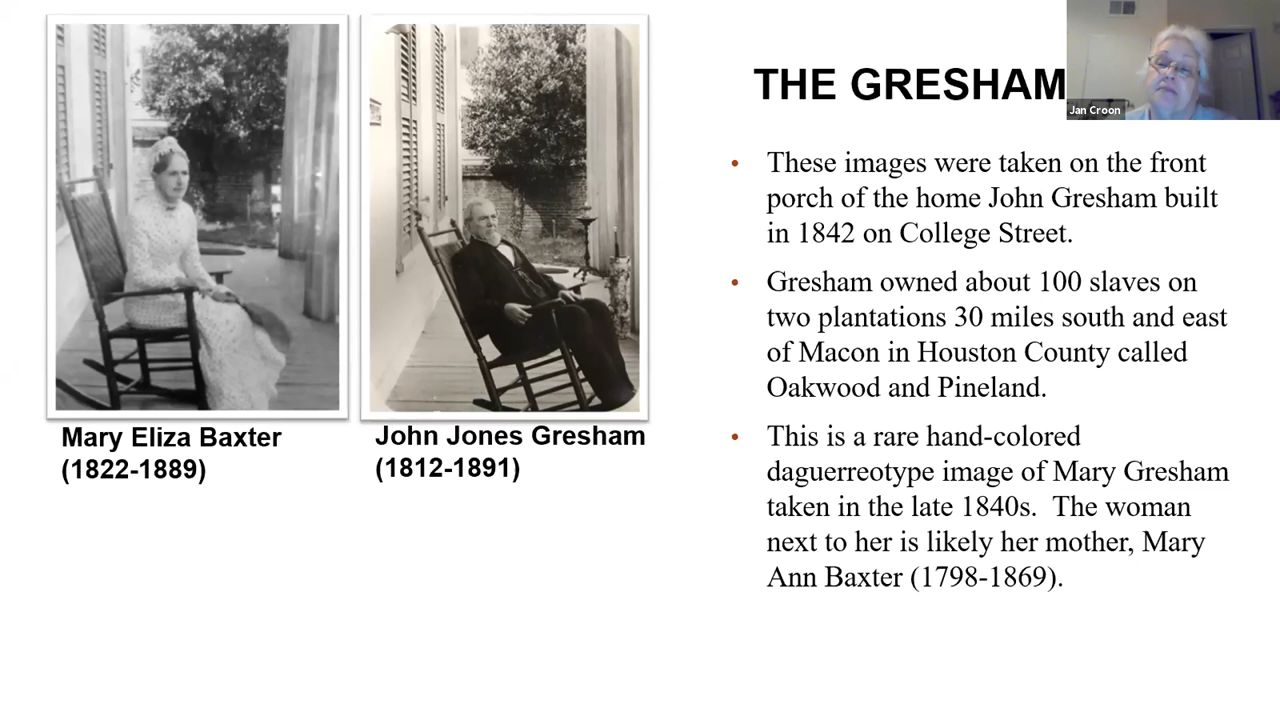 THE GRESHAM
Jan Croon
• These images were taken on the front
porch of the home John Gresham built
in 1842 on College Street.
• Gresham owned about 100 slaves on
two plantations 30 miles south and east
of Macon in Houston County called
Oakwood and Pineland.
• This is a rare hand-colored
daguerreotype image of Mary Gresham
taken in the late 1840s. The woman
next to her is likely her mother, Mary
Ann Baxter (1798-1869).
Mary Eliza Baxter
(1822-1889)
John Jones Gresham
(1812-1891)